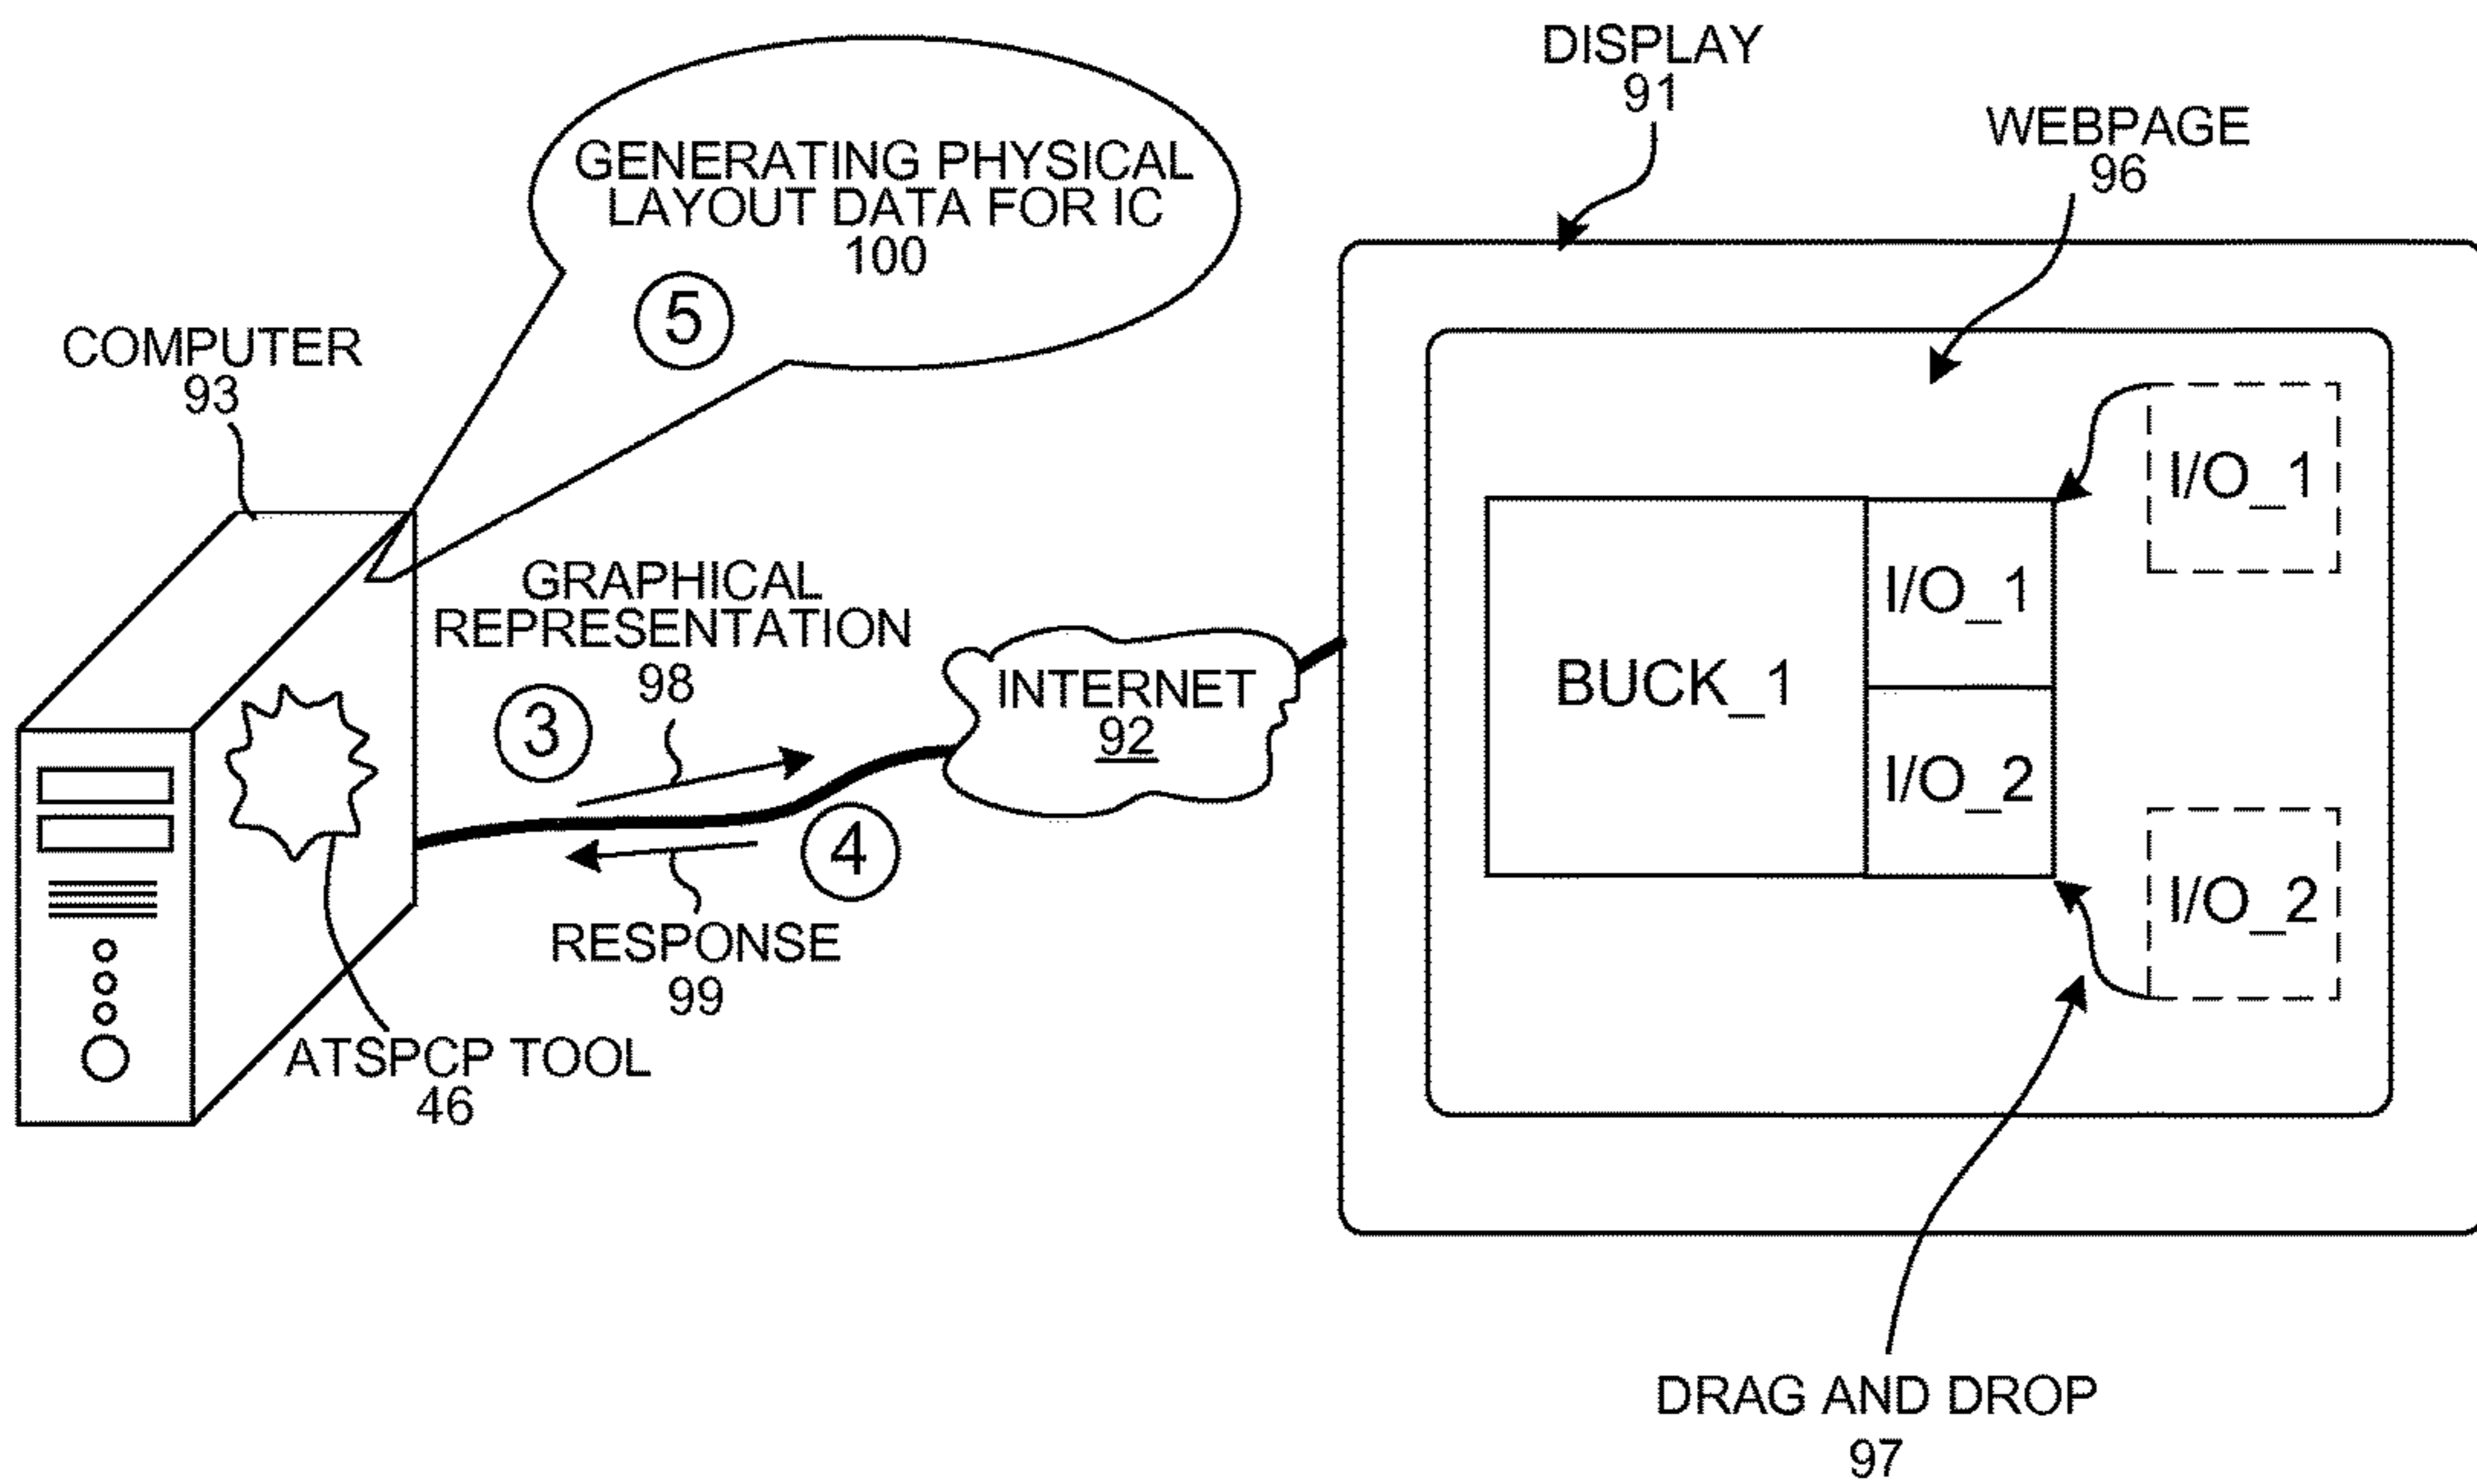 DISPLAY
91
WEBPAGE
96
GENERATING PHYSICAL
LAYOUT DATA FOR IC
100
5
COMPUTER
93
GRAPHICAL
REPRESENTATION
98
3
INTERNET
92
4
RESPONSE
99
ATSPCP TOOL
46
BUCK_1
I/O_1
I/O_2
I/O_1
I/O_2
DRAG AND DROP
97